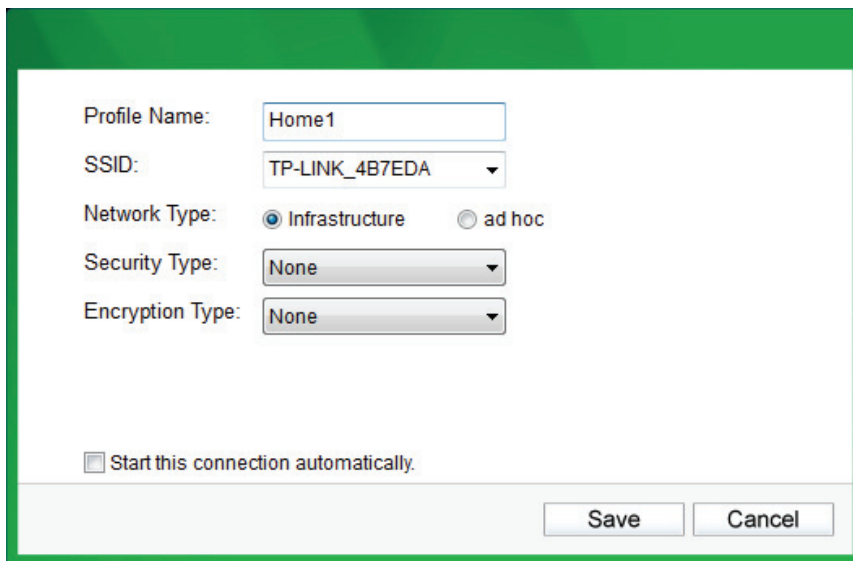 Profile Name: Home1
SSID: TP-LINK_4B7EDA
Network Type: Infrastructure ad hoc
Security Type: None
Encryption Type: None
Start this connection automatically.
Save Cancel